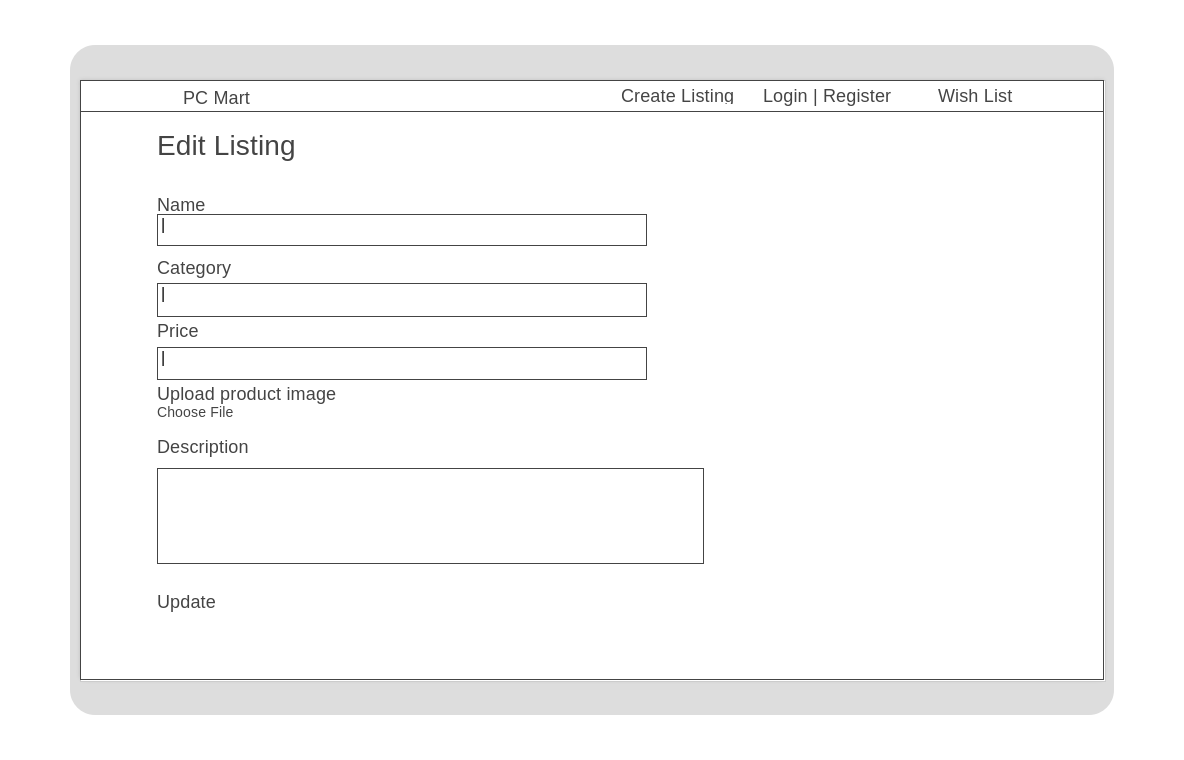 PC Mart Create Listing Login | Register Wish List
Edit Listing
Name
Category
Price
Upload product image
Choose File
Description
Update